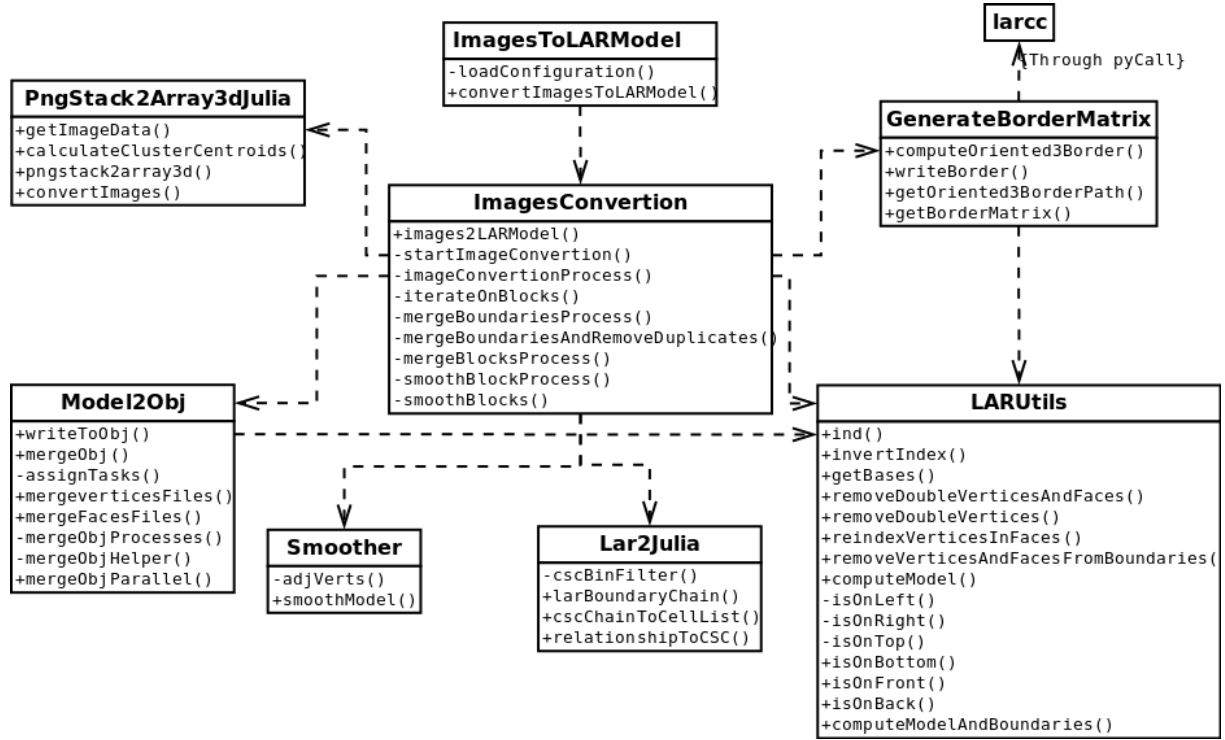 larcc
{Through pyCall}
ImagesToLARModel
-loadConfiguration()
+convertImagesToLARModel()
PngStack2Array3dJulia
+getImageData()
+calculateClusterCentroids()
+pngstack2array3d()
+convertImages()
GenerateBorderMatrix
+computeOriented3Border()
+writeBorder()
+getOriented3BorderPath()
+getBorderMatrix()
ImagesConvertion
+images2LARModel()
-startImageConvertion()
-imageConvertionProcess()
-iterateOnBlocks()
-mergeBoundariesProcess()
-mergeBoundariesAndRemoveDuplicates()
-mergeBlocksProcess()
-smoothBlockProcess()
-smoothBlocks()
Model2Obj
+writeToObj()
+mergeObj()
-assignTasks()
+mergeverticesFiles()
+mergeFacesFiles()
-mergeObjProcesses()
-mergeObjHelper()
+mergeObjParallel()
Smoother
-adjVerts()
+smoothModel()
Lar2Julia
-cscBinFilter()
+larBoundaryChain()
+cscChainToCellList()
+relationshipToCSC()
LARUtils
+ind()
+invertIndex()
+getBases()
+removeDoubleVerticesAndFaces()
+removeDoubleVertices()
+reindexVerticesInFaces()
+removeVerticesAndFacesFromBoundaries(
+computeModel()
-isOnLeft()
-isOnRight()
-isOnTop()
+isOnBottom()
+isOnFront()
+isOnBack()
+computeModelAndBoundaries()